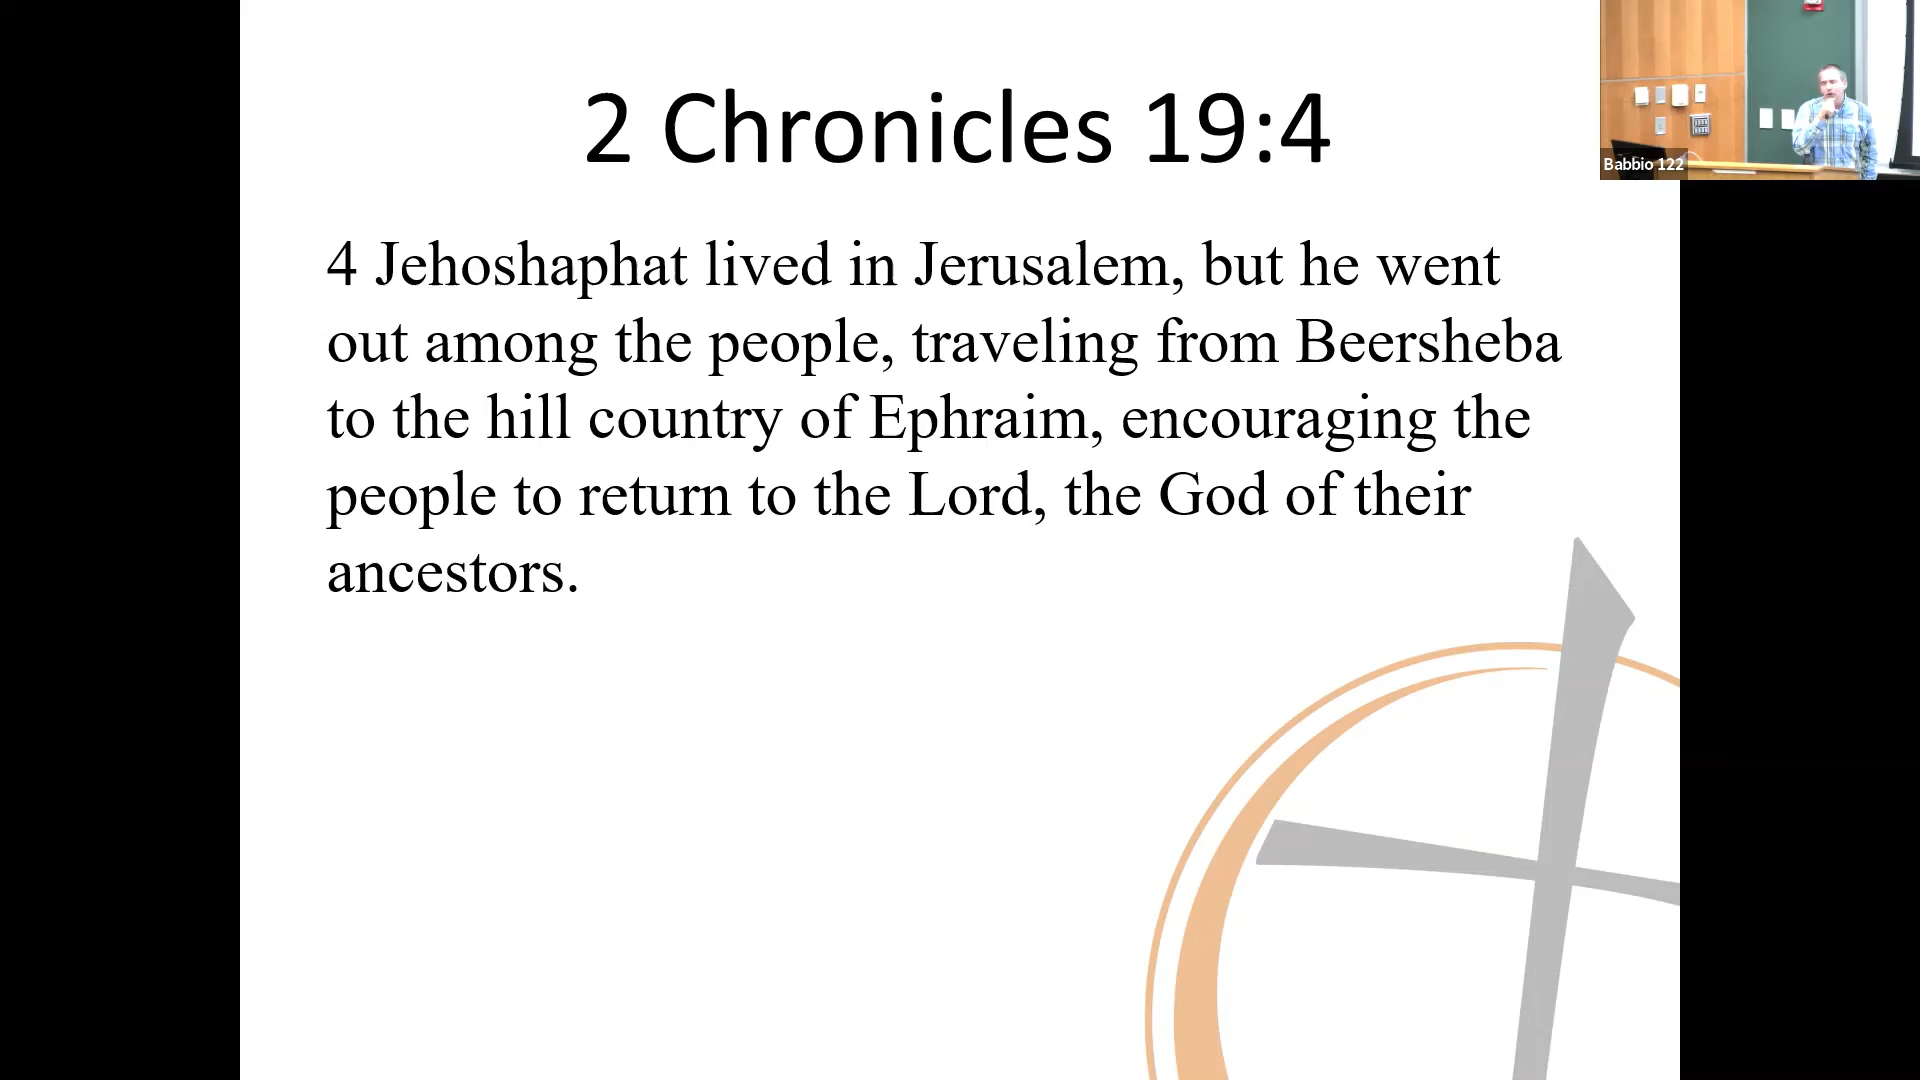 2 Chronicles 19:4
4 Jehoshaphat lived in Jerusalem, but he went
out among the people, traveling from Beersheba
to the hill country of Ephraim, encouraging the
people to return to the Lord, the God of their
ancestors.
Babbio 122